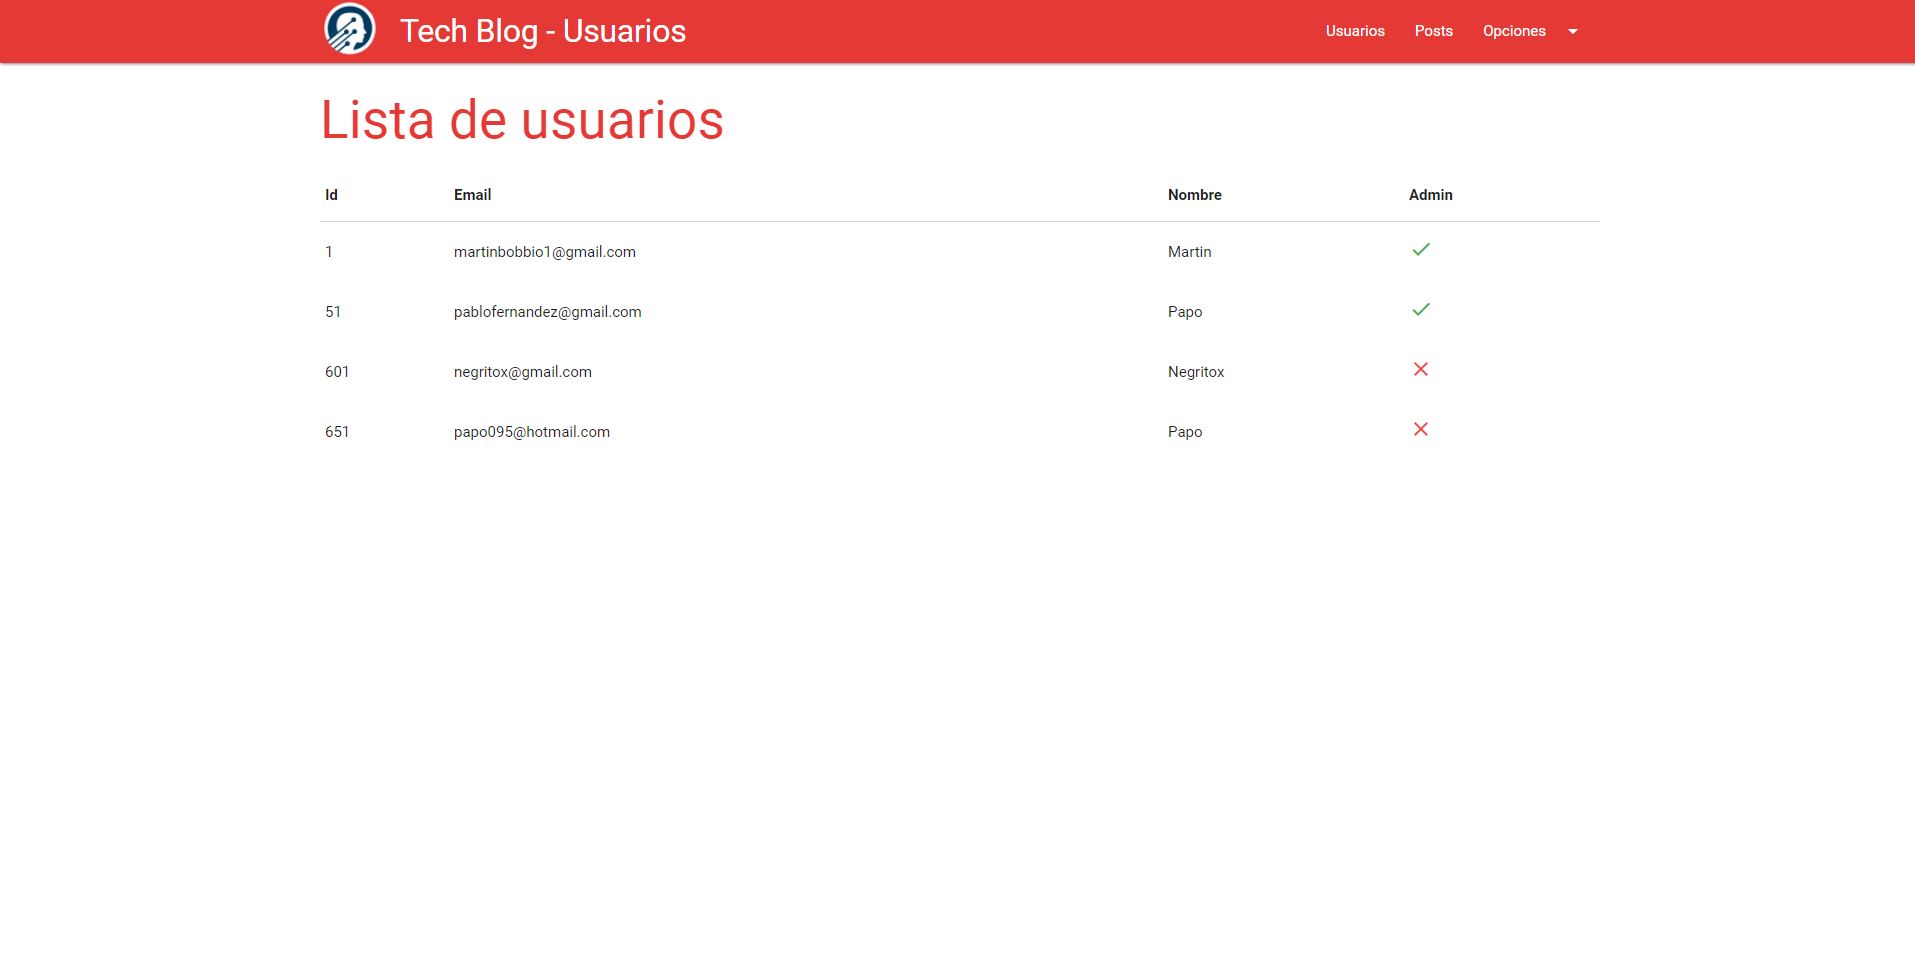 Tech Blog - Usuarios Usuarios Posts Opciones
Lista de usuarios
Id Email Nombre Admin
1 martinbobbio1@gmail.com Martin
51 pablofernandez@gmail.com Papo
601 negritox@gmail.com Negritox
651 papo095@hotmail.com Papo